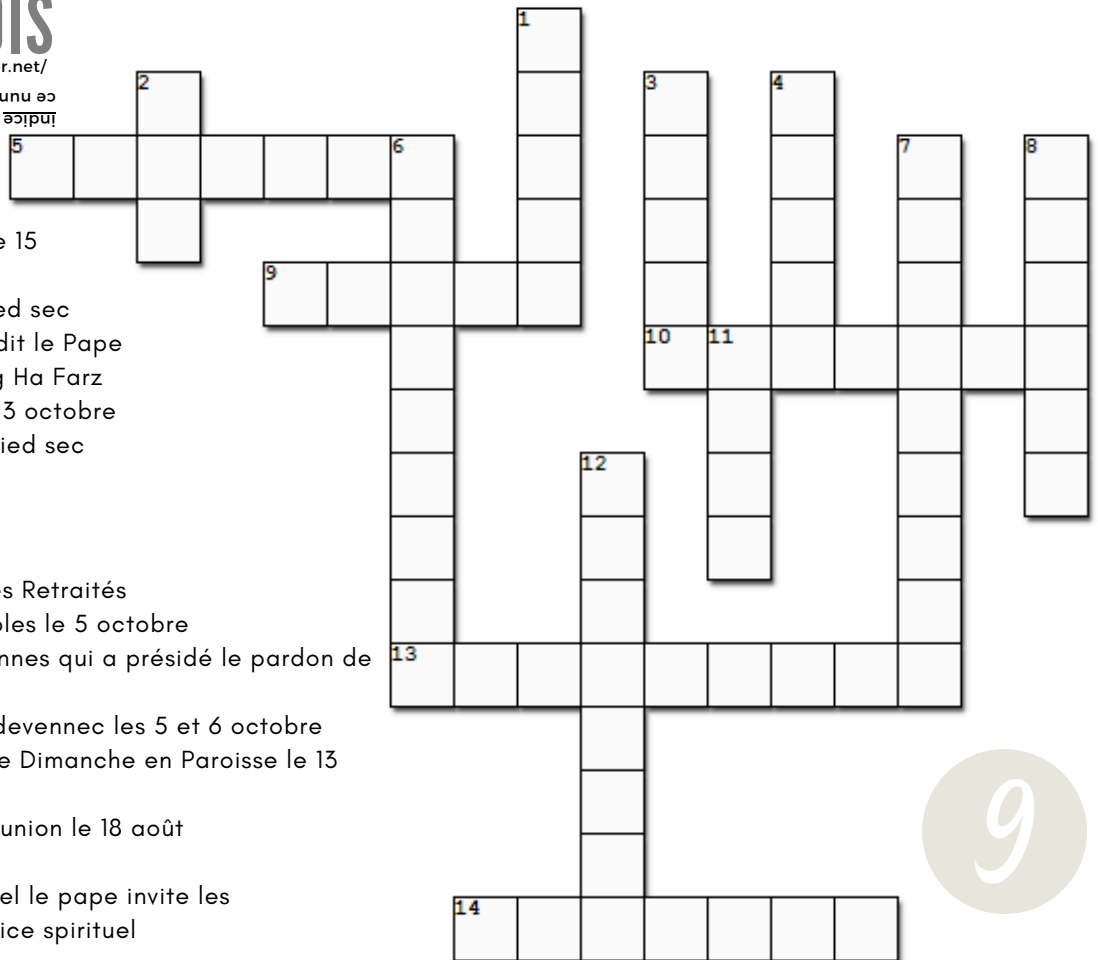 OIS
r.net/
ce nu
indice
1
2 3 4
5 6 7 8
e 15
9
ed sec
dit le Pape
10 11
g Ha Farz
3 octobre
ied sec
12
es Retraités
oles le 5 octobre
nnes qui a présidé le pardon de
13
devennec les 5 et 6 octobre
e Dimanche en Paroisse le 13
union le 18 août
9
el le pape invite les
14
ice spirituel